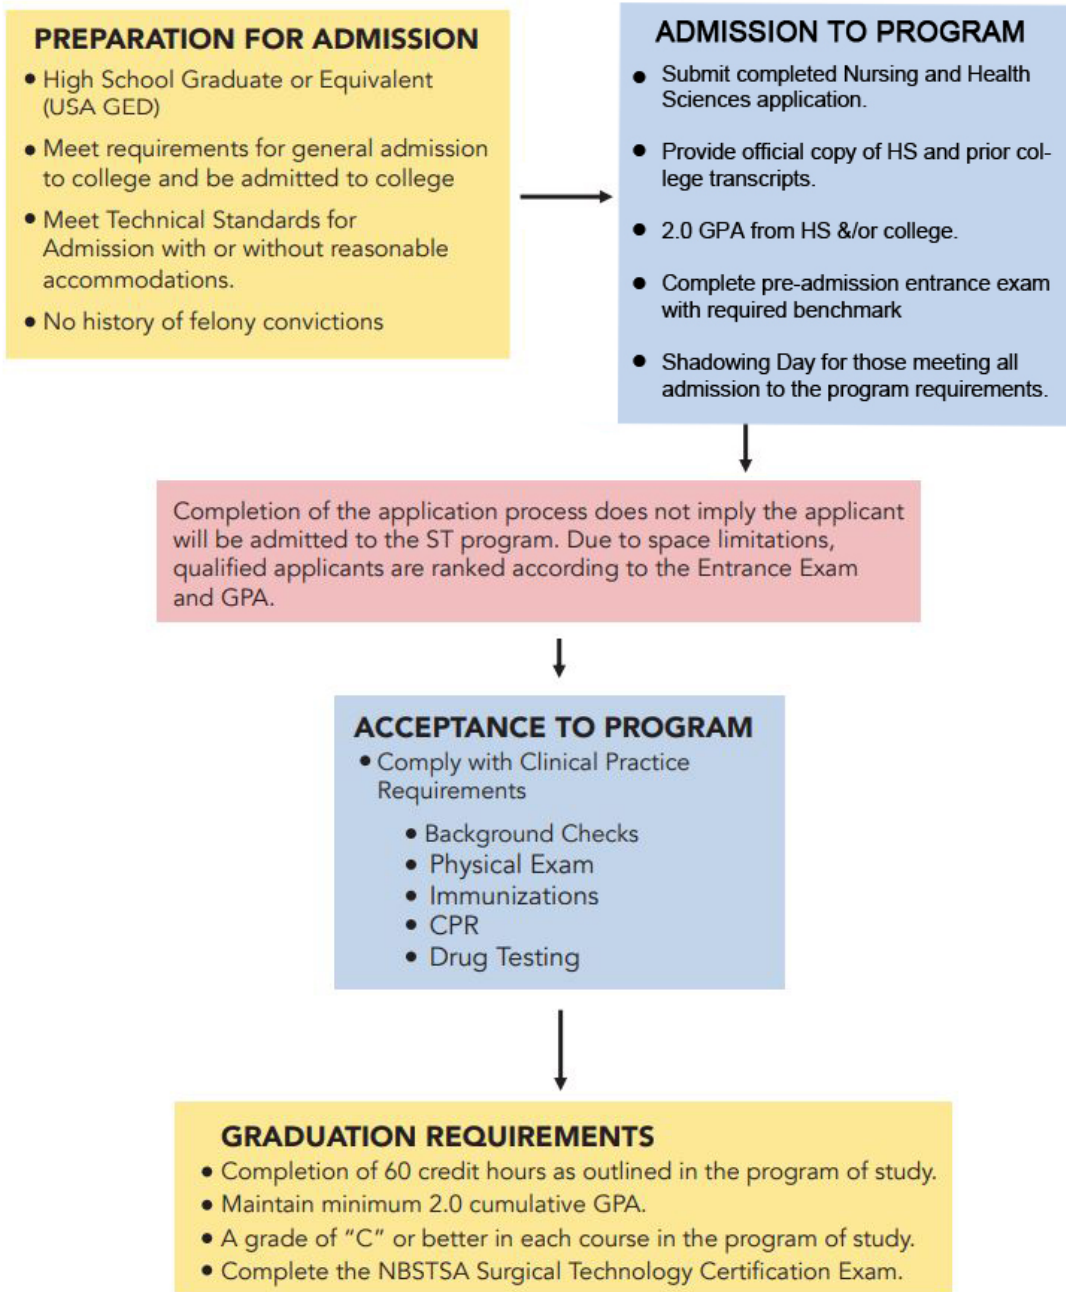 PREPARATION FOR ADMISSION
• High School Graduate or Equivalent
(USA GED)
• Meet requirements for general admission
to college and be admitted to college
• Meet Technical Standards for
Admission with or without reasonable
accommodations.
• No history of felony convictions
ADMISSION TO PROGRAM
• Submit completed Nursing and Health
Sciences application.
• Provide official copy of HS and prior col-
lege transcripts.
• 2.0 GPA from HS &/or college.
• Complete pre-admission entrance exam
with required benchmark
• Shadowing Day for those meeting all
admission to the program requirements.
Completion of the application process does not imply the applicant
will be admitted to the ST program. Due to space limitations,
qualified applicants are ranked according to the Entrance Exam
and GPA.
ACCEPTANCE TO PROGRAM
• Comply with Clinical Practice
Requirements
• Background Checks
• Physical Exam
• Immunizations
• CPR
• Drug Testing
GRADUATION REQUIREMENTS
• Completion of 60 credit hours as outlined in the program of study.
• Maintain minimum 2.0 cumulative GPA.
• A grade of “C” or better in each course in the program of study.
• Complete the NBSTSA Surgical Technology Certification Exam.